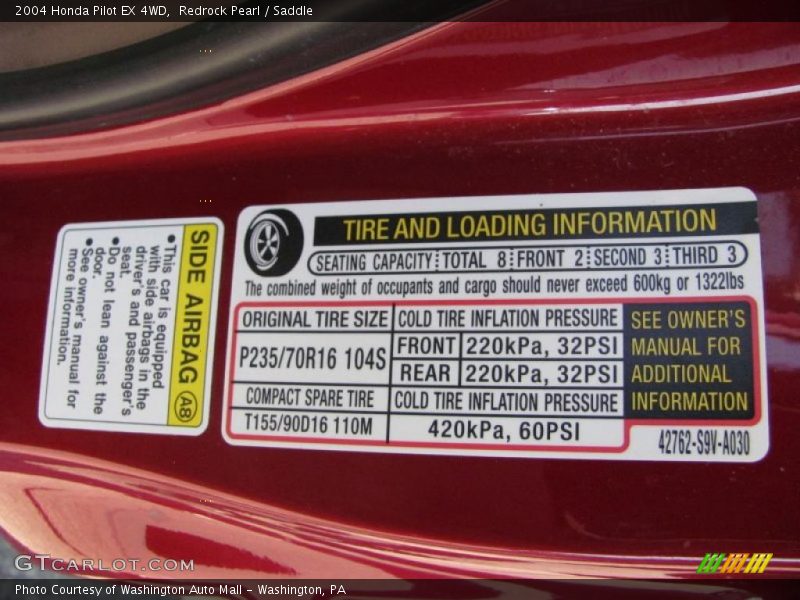 2004 Honda Pilot EX 4WD, Redrock Pearl / Saddle
SIDE AIRBAG A8
•This car is equipped
with side airbags in the
driver's and passenger's
seat.
•Do not lean against the
door.
•See owner's manual for
more information.
TIRE AND LOADING INFORMATION
SEATING CAPACITY TOTAL 8 FRONT 2 SECOND 3 THIRD 3
The combined weight of occupants and cargo should never exceed 600kg or 1322lbs
ORIGINAL TIRE SIZE COLD TIRE INFLATION PRESSURE
P235/70R16 104S
FRONT 220kPa, 32PSI
REAR 220kPa, 32PSI
COMPACT SPARE TIRE COLD TIRE INFLATION PRESSURE
T155/90D16 110M 420kPa, 60PSI
SEE OWNER'S
MANUAL FOR
ADDITIONAL
INFORMATION
42762-S9V-A030
GTCARLOT.COM
Photo Courtesy of Washington Auto Mall - Washington, PA